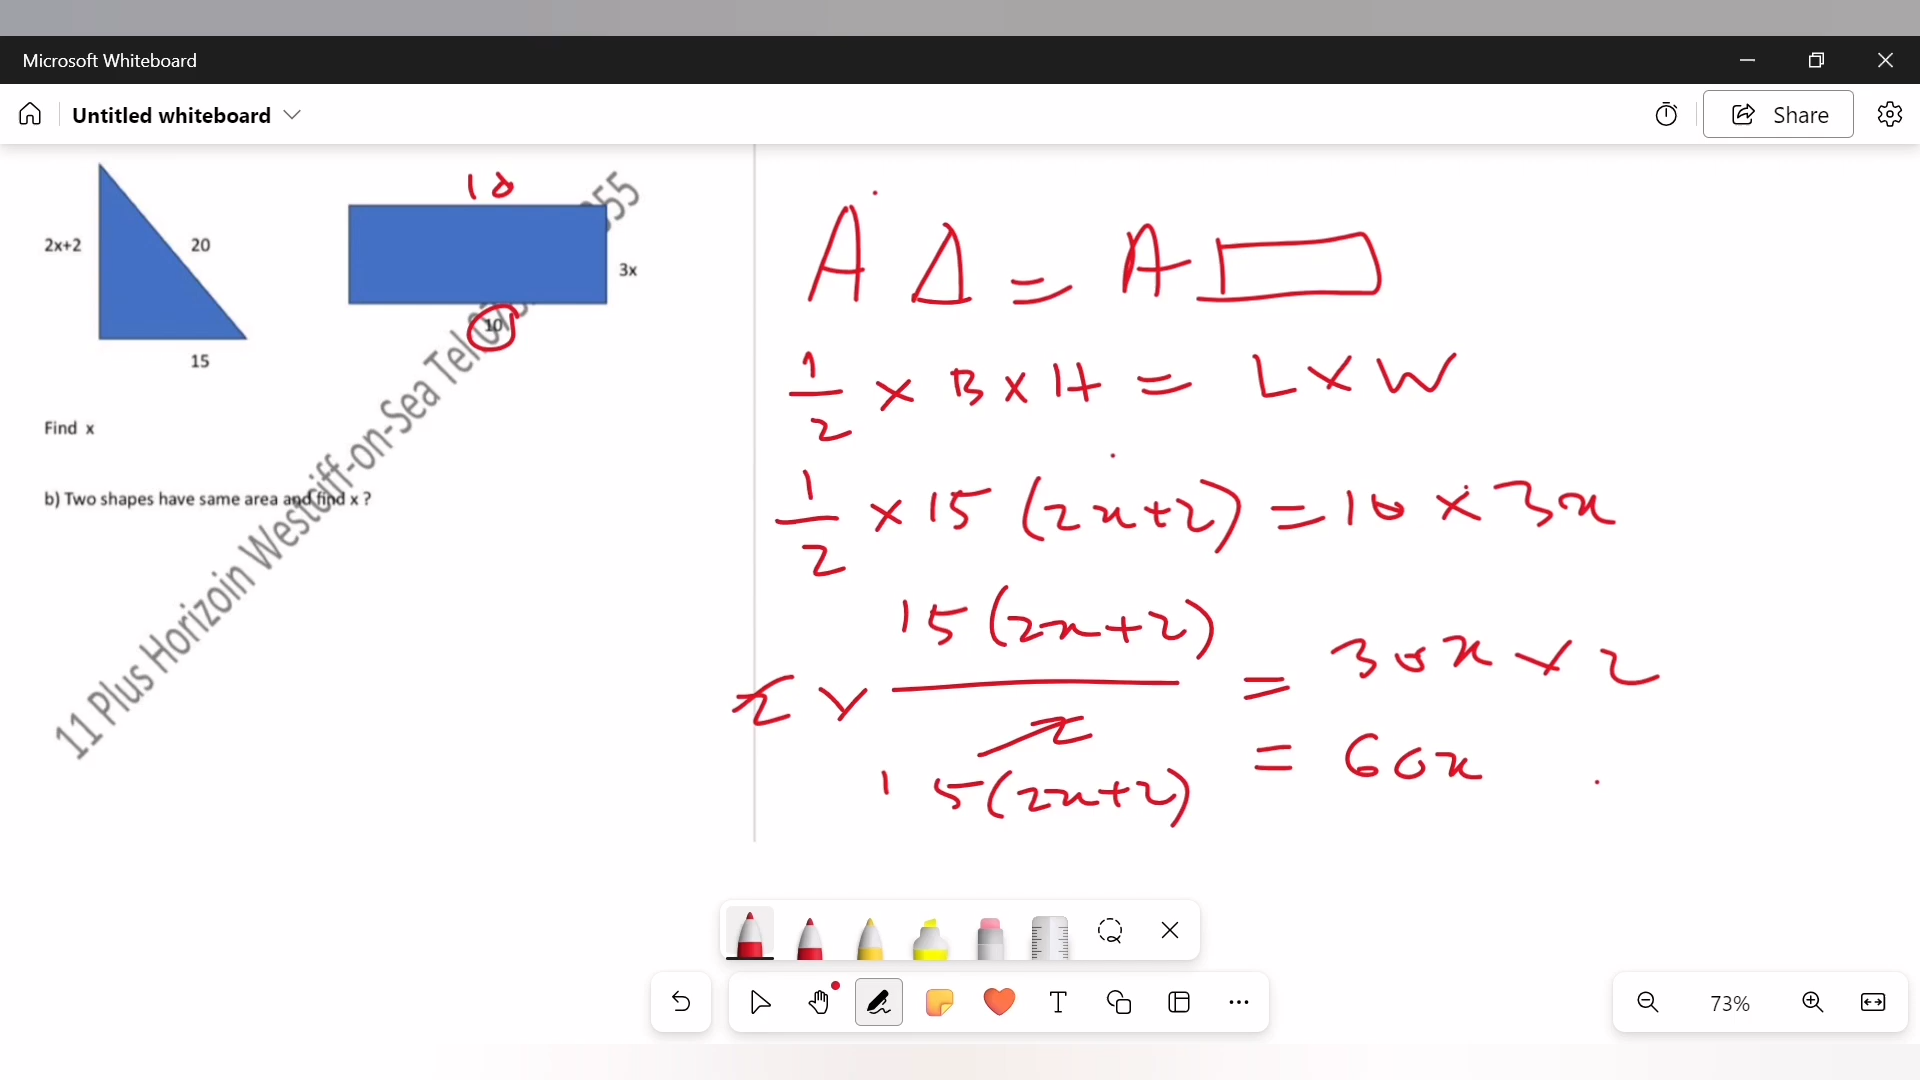 Microsoft Whiteboard
Untitled whiteboard
Share
2x+2
20
15
10
3x
10
Find x
b) Two shapes have same area and find x ?
11 Plus Horizoin Westcliff-on-Sea Tel
55
A Δ = A
1/2 × B × H = L × W
1/2 × 15 (2x+2) = 10 × 3x
2 × 15(2x+2)/2 = 30x × 2
15(2x+2) = 60x
73%